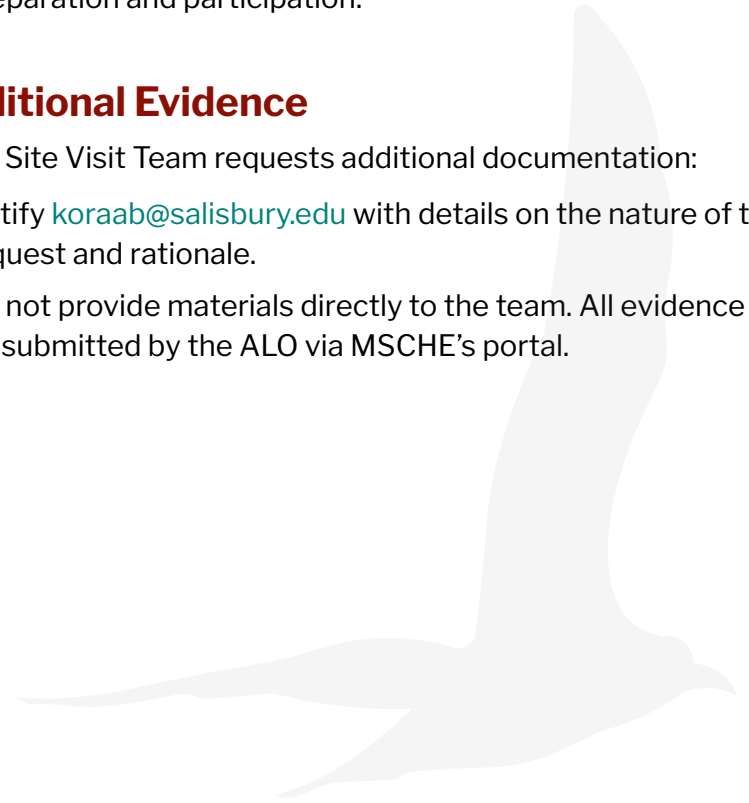 eparation and participation.
ditional Evidence
Site Visit Team requests additional documentation:
tify koraab@salisbury.edu with details on the nature of t
quest and rationale.
not provide materials directly to the team. All evidence
submitted by the ALO via MSCHE's portal.